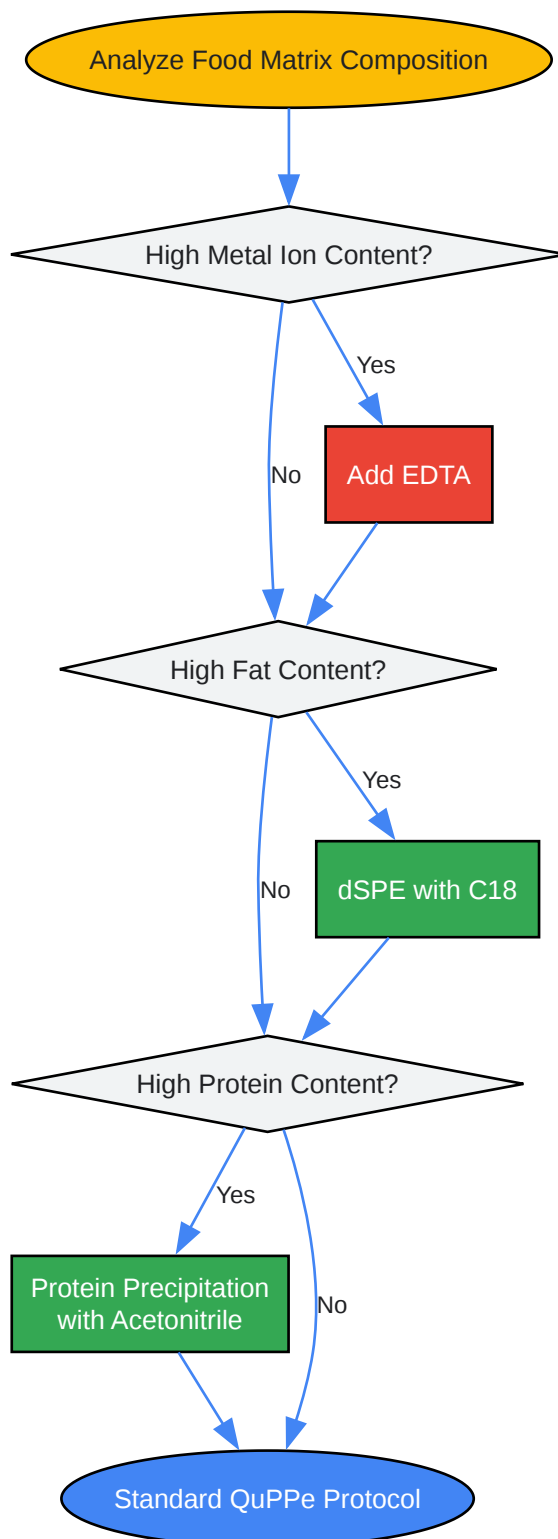 Analyze Food Matrix Composition
High Metal Ion Content?
Yes
Add EDTA
No
High Fat Content?
Yes
dSPE with C18
No
High Protein Content?
Yes
Protein Precipitation
with Acetonitrile
No
Standard QuPPe Protocol